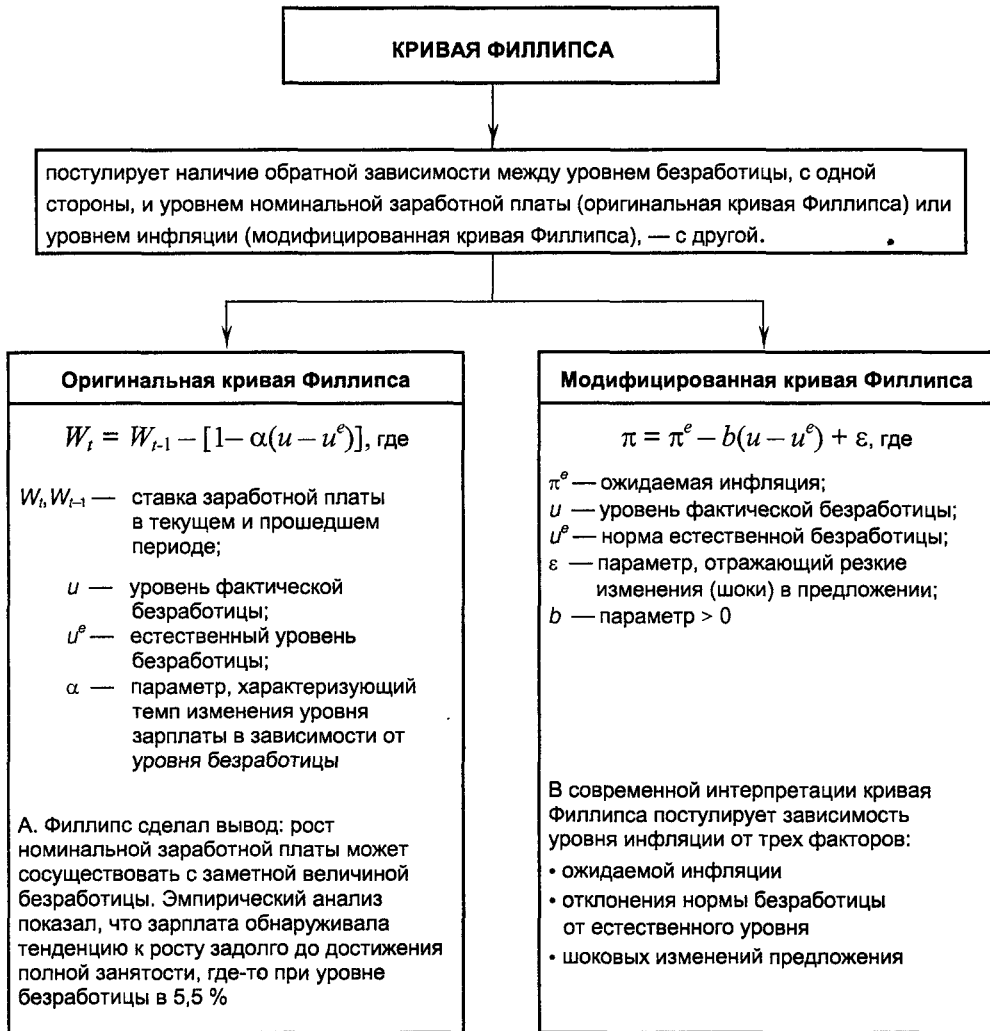 КРИВАЯ ФИЛЛИПСА
постулирует наличие обратной зависимости между уровнем безработицы, с одной
стороны, и уровнем номинальной заработной платы (оригинальная кривая Филлипса) или
уровнем инфляции (модифицированная кривая Филлипса), — с другой.
Оригинальная кривая Филлипса
Wₜ = Wₜ₋₁ – [1– α(u – uᵉ)], где
Wₜ, Wₜ₋₁ — ставка заработной платы
в текущем и прошедшем
периоде;
u — уровень фактической
безработицы;
uᵉ — естественный уровень
безработицы;
α — параметр, характеризующий
темп изменения уровня
зарплаты в зависимости от
уровня безработицы
А. Филлипс сделал вывод: рост
номинальной заработной платы может
сосуществовать с заметной величиной
безработицы. Эмпирический анализ
показал, что зарплата обнаруживала
тенденцию к росту задолго до достижения
полной занятости, где-то при уровне
безработицы в 5,5 %
Модифицированная кривая Филлипса
π = πᵉ – b(u – uᵉ) + ε, где
πᵉ — ожидаемая инфляция;
u — уровень фактической безработицы;
uᵉ — норма естественной безработицы;
ε — параметр, отражающий резкие
изменения (шоки) в предложении;
b — параметр > 0
В современной интерпретации кривая
Филлипса постулирует зависимость
уровня инфляции от трех факторов:
• ожидаемой инфляции
• отклонения нормы безработицы
от естественного уровня
• шоковых изменений предложения